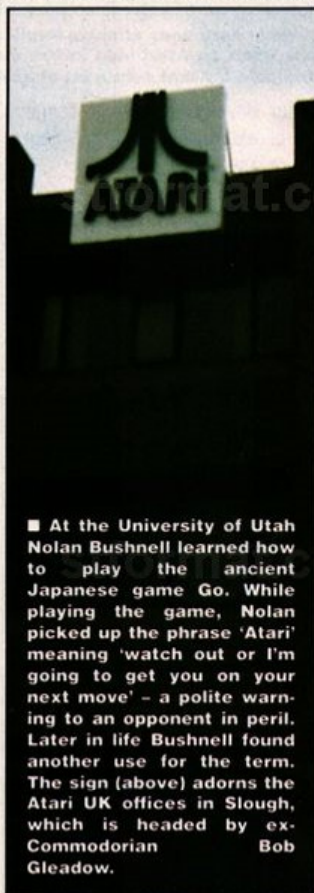 ATARI
■ At the University of Utah
Nolan Bushnell learned how
to play the ancient
Japanese game Go. While
playing the game, Nolan
picked up the phrase 'Atari'
meaning 'watch out or I'm
going to get you on your
next move' – a polite warn-
ing to an opponent in peril.
Later in life Bushnell found
another use for the term.
The sign (above) adorns the
Atari UK offices in Slough,
which is headed by ex-
Commodorian Bob
Gleadow.